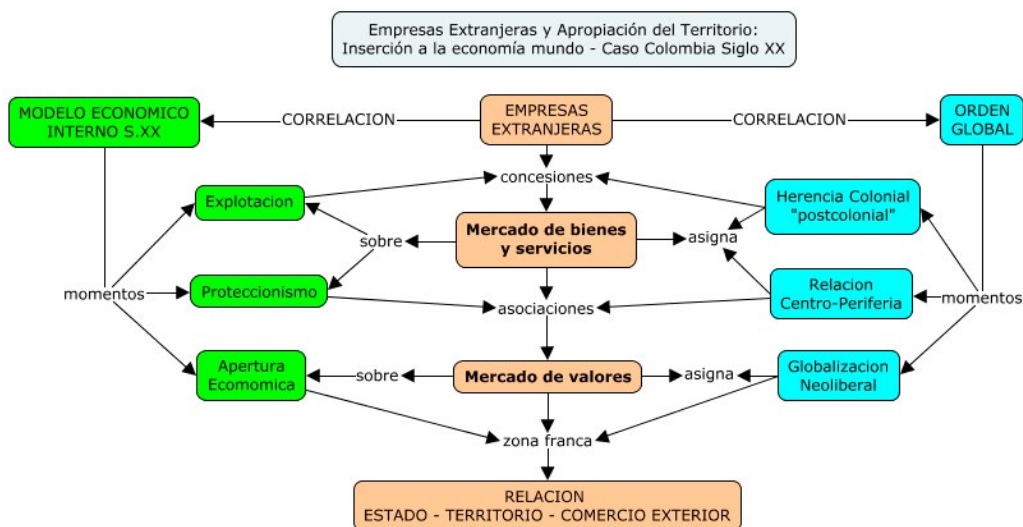 Empresas Extranjeras y Apropiación del Territorio:
Inserción a la economía mundo - Caso Colombia Siglo XX
MODELO ECONOMICO
INTERNO S.XX
CORRELACION
EMPRESAS
EXTRANJERAS
CORRELACION
ORDEN
GLOBAL
concesiones
Explotacion
Herencia Colonial
"postcolonial"
sobre
Mercado de bienes
y servicios
asigna
momentos
Proteccionismo
asociaciones
Relacion
Centro-Periferia
momentos
Apertura
Ecomomica
sobre
Mercado de valores
asigna
Globalizacion
Neoliberal
zona franca
RELACION
ESTADO - TERRITORIO - COMERCIO EXTERIOR